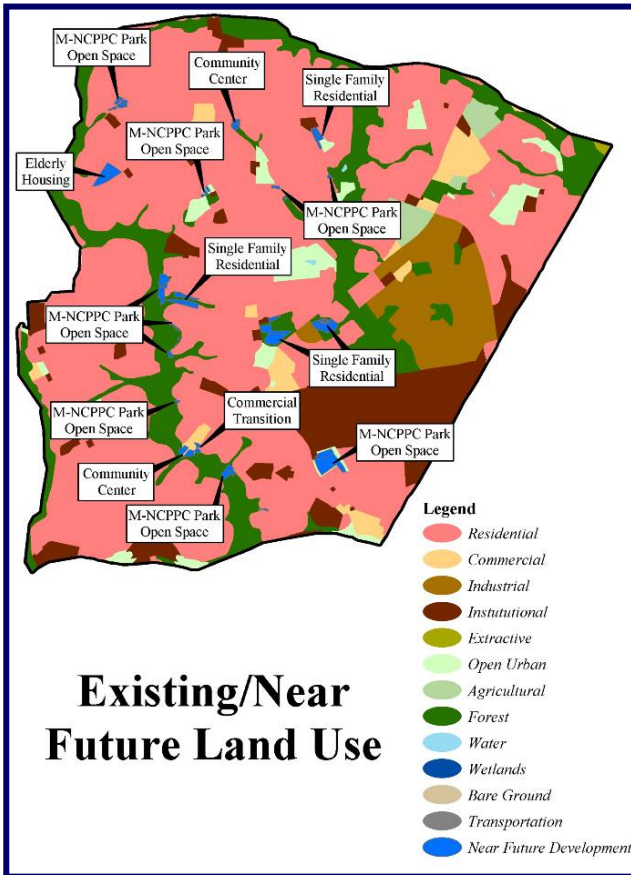 M-NCPPC Park
Open Space
Community
Center
Single Family
Residential
M-NCPPC Park
Open Space
Elderly
Housing
M-NCPPC Park
Open Space
Single Family
Residential
M-NCPPC Park
Open Space
Single Family
Residential
M-NCPPC Park
Open Space
Commercial
Transition
M-NCPPC Park
Open Space
Community
Center
M-NCPPC Park
Open Space
Legend
Residential
Commercial
Industrial
Instutional
Extractive
Open Urban
Agricultural
Forest
Water
Wetlands
Bare Ground
Transportation
Near Future Development
Existing/Near
Future Land Use